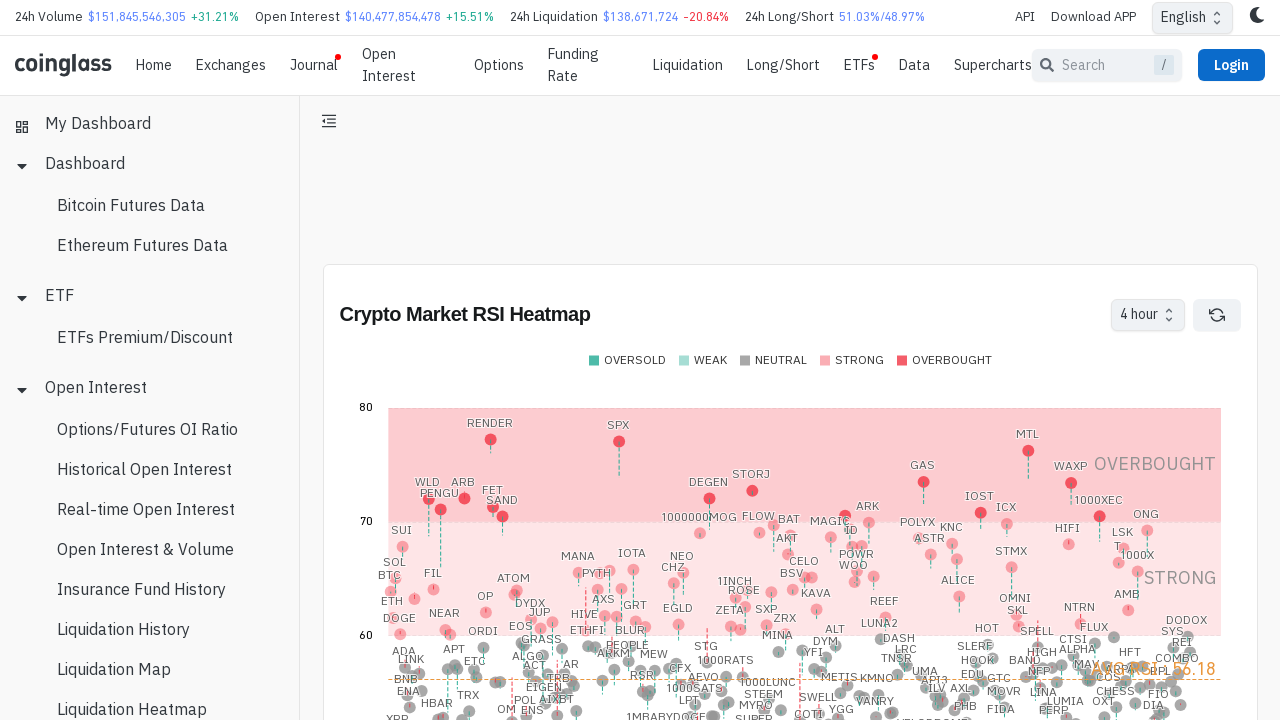 24h Volume $151,845,546,305 +31.21% Open Interest $140,477,854,478 +15.51% 24h Liquidation $138,671,724 -20.84% 24h Long/Short 51.03%/48.97% API Download APP English
coinglass Home Exchanges Journal Open Interest Options Funding Rate Liquidation Long/Short ETFs Data Supercharts Search / Login
My Dashboard
Dashboard
Bitcoin Futures Data
Ethereum Futures Data
ETF
ETFs Premium/Discount
Open Interest
Options/Futures OI Ratio
Historical Open Interest
Real-time Open Interest
Open Interest & Volume
Insurance Fund History
Liquidation History
Liquidation Map
Liquidation Heatmap
Crypto Market RSI Heatmap
4 hour
OVERSOLD WEAK NEUTRAL STRONG OVERBOUGHT
80
RENDER SPX MTL
GAS WAXP OVERBOUGHT
WLD ARB DEGEN STORJ
PENGU FET SAND IOST 1000XEC
ARK ICX
70
1000000MOG FLOW BAT MAGIC ID POLYX KNC HIFI ONG
SUI AKT ASTR LSK
MANA IOTA NEO POWR STMX T 1000X
SOL CHZ CELO WOO
BTC FIL ATOM PYTH 1INCH BSV ALICE STRONG
ETH OP DYDX AXS GRT ROSE KAVA REEF OMNI AMB
DOGE NEAR JUP HIVE EGLD ZETA SXP ZRX LUNA2 SKL NTRN DODOX
60
ORDI EOS ETHFI BLUR MINA ALT HOT SPELL FLUX SYS
ADA APT GRASS PEOPLE STG DYM DASH SLERF CTSI REI
LINK ETC ALGO ARKM MEW YFI LRC HIGH ALPHA HFT COMBO
ACT AR 1000RATS TNSR HOOK BAND
AVG RSI: 56.18
BNB TRB RSR CFX AEVO METIS KMNO UMA EDU NFP MAV
ENA TRX EIGEN 1000SATS 1000LUNC API3 GTC CHESS
HBAR POL AXL LPT STEEM SWELL VANRY ILV AXL MOVR LINA OXT FIO
XRP OM ENS 1MBABYDOGE MYRO SUPER COTI YGG PHB FIDA LUMIA PERP DIA